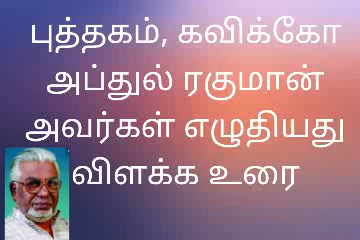 புத்தகம், கவிக்கோ
அப்துல் ரகுமான்
அவர்கள் எழுதியது
விளக்க உரை